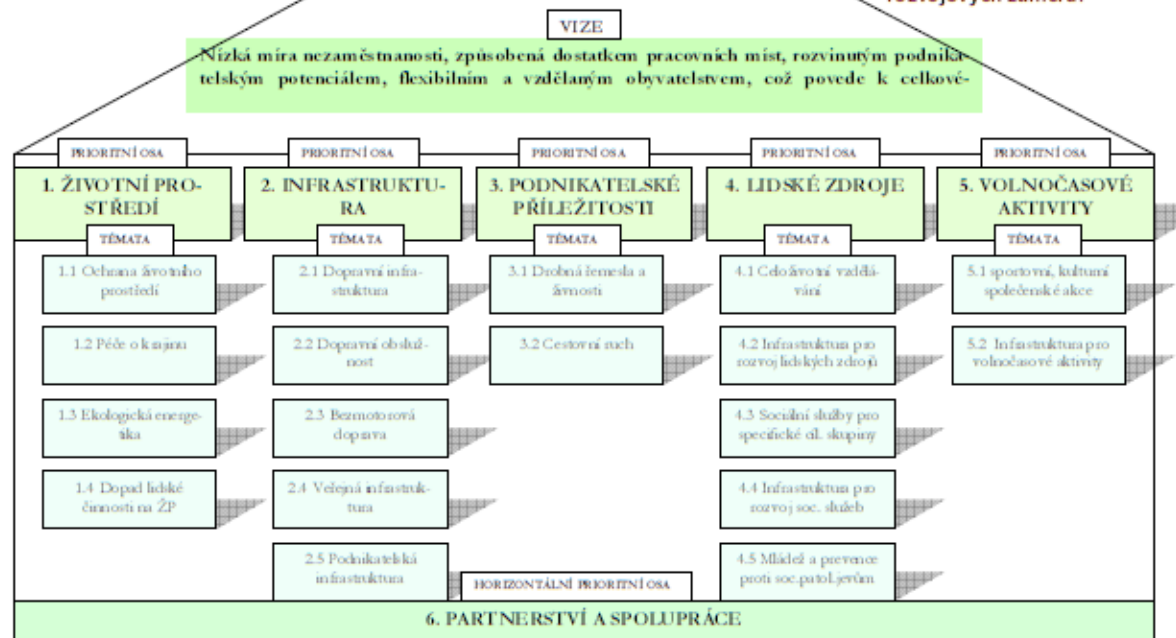 rozvojových záměrů.
VIZE
Nízká míra nezaměstnanosti, způsobená dostatkem pracovních míst, rozvinutým podnika-
telským potenciálem, flexibilním a vzdělaným obyvatelstvem, což povede k celkové-
PRIORITNÍ OSA
PRIORITNÍ OSA
PRIORITNÍ OSA
PRIORITNÍ OSA
PRIORITNÍ OSA
1. ŽIVOTNÍ PRO-
STŘEDÍ
2. INFRASTRUKTU-
RA
3. PODNIKATELSKÉ
PŘÍLEŽITOSTI
4. LIDSKÉ ZDROJE
5. VOLNOČASOVÉ
AKTIVITY
TÉMATA
TÉMATA
TÉMATA
TÉMATA
TÉMATA
1.1 Ochrana životního
prostředí
1.2 Péče o krajinu
1.3 Ekologická energe-
tika
1.4 Dopad lidské
činnosti na ŽP
2.1 Dopravní infra-
struktura
2.2 Dopravní obsluž-
nost
2.3 Bezmotorová
doprava
2.4 Veřejná infrastruk-
tura
2.5 Podnikatelská
infrastruktura
3.1 Drobná řemesla a
živnosti
3.2 Cestovní ruch
4.1 Celoživotní vzdělá-
vání
4.2 Infrastruktura pro
rozvoj lidských zdrojů
4.3 Sociální služby pro
specifické cíl. skupiny
4.4 Infrastruktura pro
rozvoj soc. služeb
4.5 Mládež a prevence
proti soc.patol.jevům
5.1 sportovní, kulturní
společenské akce
5.2 Infrastruktura pro
volnočasové aktivity
HORIZONTÁLNÍ PRIORITNÍ OSA
6. PARTNERSTVÍ A SPOLUPRÁCE